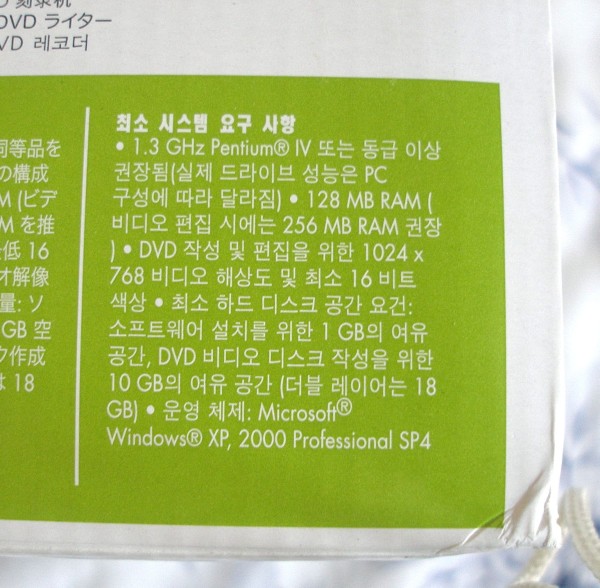 刻录机
DVD ライター
VD 레코더
同等品を
の構成
M (ビデ
M を推
低 16
オ解像
量: ソ
GB 空
ク作成
は 18
최소 시스템 요구 사항
• 1.3 GHz Pentium® IV 또는 동급 이상
권장됨(실제 드라이브 성능은 PC
구성에 따라 달라짐) • 128 MB RAM (
비디오 편집 시에는 256 MB RAM 권장
) • DVD 작성 및 편집을 위한 1024 x
768 비디오 해상도 및 최소 16 비트
색상 • 최소 하드 디스크 공간 요건:
소프트웨어 설치를 위한 1 GB의 여유
공간, DVD 비디오 디스크 작성을 위한
10 GB의 여유 공간 (더블 레이어는 18
GB) • 운영 체제: Microsoft®
Windows® XP, 2000 Professional SP4